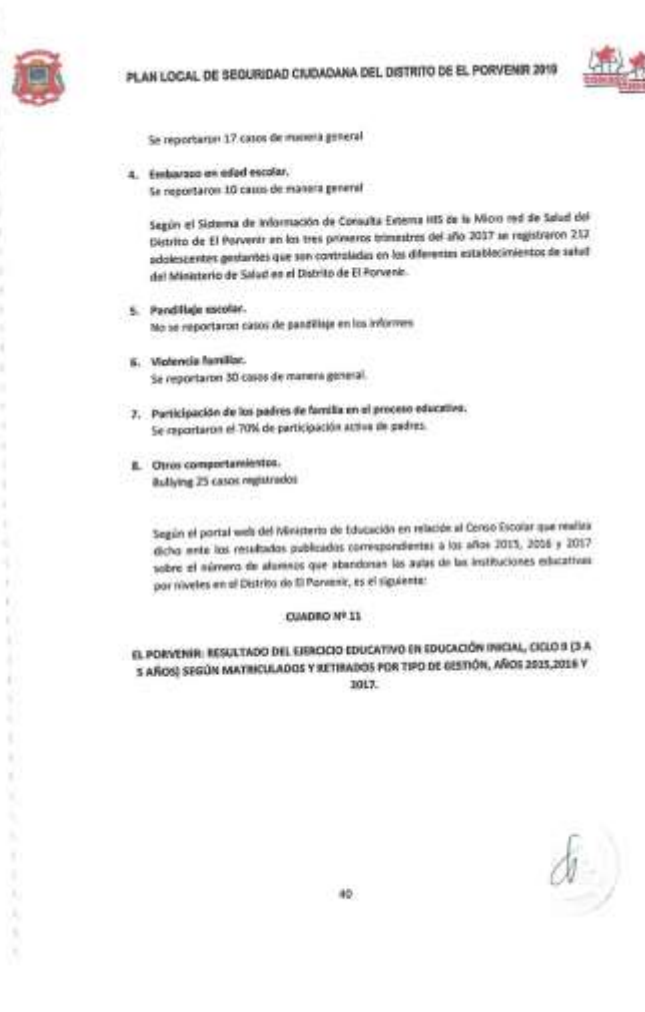 PLAN LOCAL DE SEGURIDAD CIUDADANA DEL DISTRITO DE EL PORVENIR 2019
Se reportaron 17 casos de manera general
4. Embarazo en edad escolar.
Se reportaron 10 casos de manera general
Según el Sistema de Información de Consulta Externa HIS de la Micro red de Salud del
Distrito de El Porvenir en los tres primeros trimestres del año 2017 se registraron 212
adolescentes gestantes que son controladas en los diferentes establecimientos de salud
del Ministerio de Salud en el Distrito de El Porvenir.
5. Pandillaje escolar.
No se reportaron casos de pandillaje en los informes
6. Violencia familiar.
Se reportaron 30 casos de manera general.
7. Participación de los padres de familia en el proceso educativo.
Se reportaron el 70% de participación activa de padres.
8. Otros comportamientos.
Bullying 25 casos registrados
Según el portal web del Ministerio de Educación en relación al Censo Escolar que realiza
dicho ente los resultados publicados correspondientes a los años 2015, 2016 y 2017
sobre el número de alumnos que abandonan las aulas de las instituciones educativas
por niveles en el Distrito de El Porvenir, es el siguiente:
CUADRO Nº 11
EL PORVENIR: RESULTADO DEL EJERCICIO EDUCATIVO EN EDUCACIÓN INICIAL, CICLO II (3 A
5 AÑOS) SEGÚN MATRICULADOS Y RETIRADOS POR TIPO DE GESTIÓN, AÑOS 2015,2016 Y
2017.
40